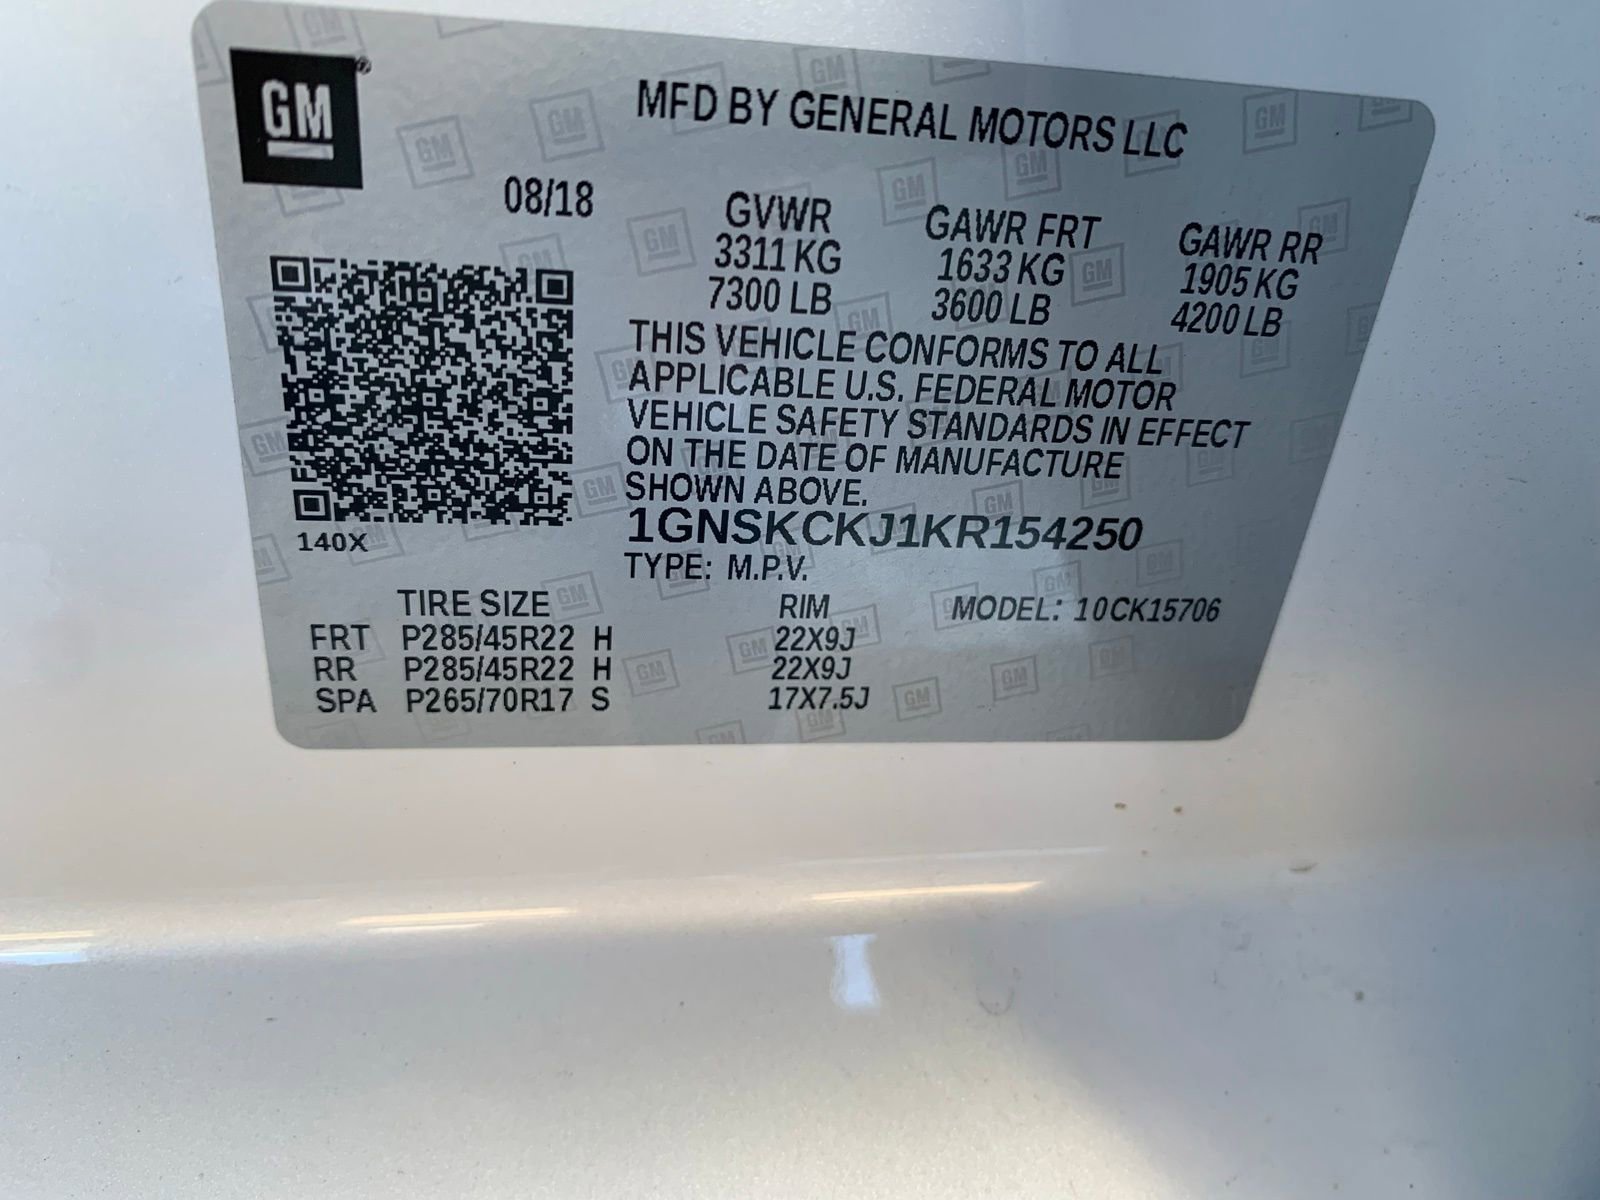 GM
MFD BY GENERAL MOTORS LLC
08/18
GVWR GAWR FRT GAWR RR
3311 KG 1633 KG 1905 KG
7300 LB 3600 LB 4200 LB
THIS VEHICLE CONFORMS TO ALL
APPLICABLE U.S. FEDERAL MOTOR
VEHICLE SAFETY STANDARDS IN EFFECT
ON THE DATE OF MANUFACTURE
SHOWN ABOVE.
1GNSKCKJ1KR154250
140X
TYPE: M.P.V.
TIRE SIZE RIM MODEL: 10CK15706
FRT P285/45R22 H 22X9J
RR P285/45R22 H 22X9J
SPA P265/70R17 S 17X7.5J